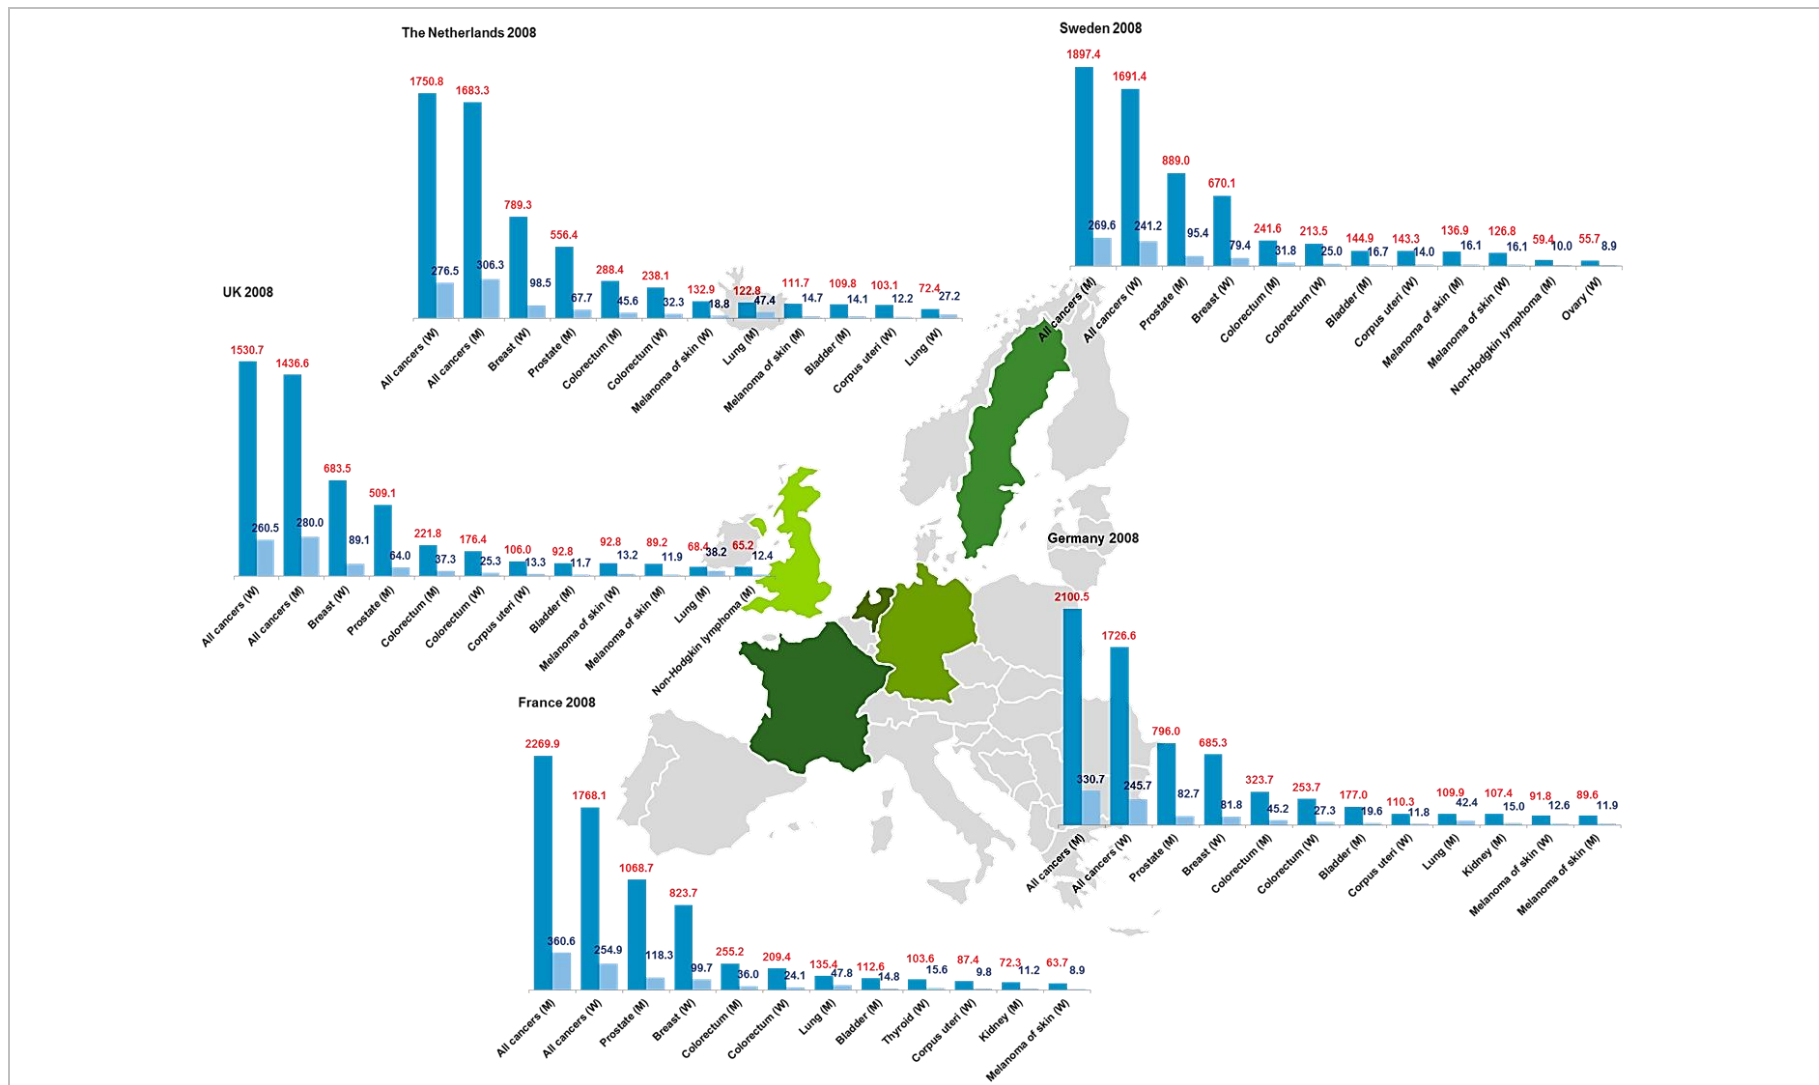 The Netherlands 2008
1750.8 1683.3 789.3 556.4 288.4 238.1 132.9 122.8 111.7 109.8 103.1 72.4
276.5 306.3 98.5 67.7 45.6 32.3 18.8 47.4 14.7 14.1 12.2 27.2
All cancers (W)
All cancers (M)
Breast (W)
Prostate (M)
Colorectum (M)
Colorectum (W)
Melanoma of skin (W)
Lung (M)
Melanoma of skin (M)
Bladder (M)
Corpus uteri (W)
Lung (W)
Sweden 2008
1897.4 1691.4 889.0 670.1 241.6 213.5 144.9 143.3 136.9 126.8 59.4 55.7
269.6 241.2 95.4 79.4 31.8 25.0 16.7 14.0 16.1 16.1 10.0 8.9
All cancers (M)
All cancers (W)
Prostate (M)
Breast (W)
Colorectum (M)
Colorectum (W)
Bladder (M)
Corpus uteri (W)
Melanoma of skin (M)
Melanoma of skin (W)
Non-Hodgkin lymphoma (M)
Ovary (W)
UK 2008
1530.7 1436.6 683.5 509.1 221.8 176.4 106.0 92.8 92.8 89.2 68.4 65.2
260.5 280.0 89.1 64.0 37.3 25.3 13.3 11.7 13.2 11.9 38.2 12.4
All cancers (W)
All cancers (M)
Breast (W)
Prostate (M)
Colorectum (M)
Colorectum (W)
Corpus uteri (W)
Bladder (M)
Melanoma of skin (W)
Melanoma of skin (M)
Lung (M)
Non-Hodgkin lymphoma (M)
Germany 2008
2100.5 1726.6 796.0 685.3 323.7 253.7 177.0 110.3 109.9 107.4 91.8 89.6
330.7 245.7 82.7 81.8 45.2 27.3 19.6 11.8 42.4 15.0 12.6 11.9
All cancers (M)
All cancers (W)
Prostate (M)
Breast (W)
Colorectum (M)
Colorectum (W)
Bladder (M)
Corpus uteri (W)
Lung (M)
Kidney (M)
Melanoma of skin (W)
Melanoma of skin (M)
France 2008
2269.9 1768.1 1068.7 823.7 255.2 209.4 135.4 112.6 103.6 87.4 72.3 63.7
360.6 254.9 118.3 99.7 36.0 24.1 47.8 14.8 15.6 9.8 11.2 8.9
All cancers (M)
All cancers (W)
Prostate (M)
Breast (W)
Colorectum (M)
Colorectum (W)
Lung (M)
Bladder (M)
Thyroid (W)
Corpus uteri (W)
Kidney (M)
Melanoma of skin (W)